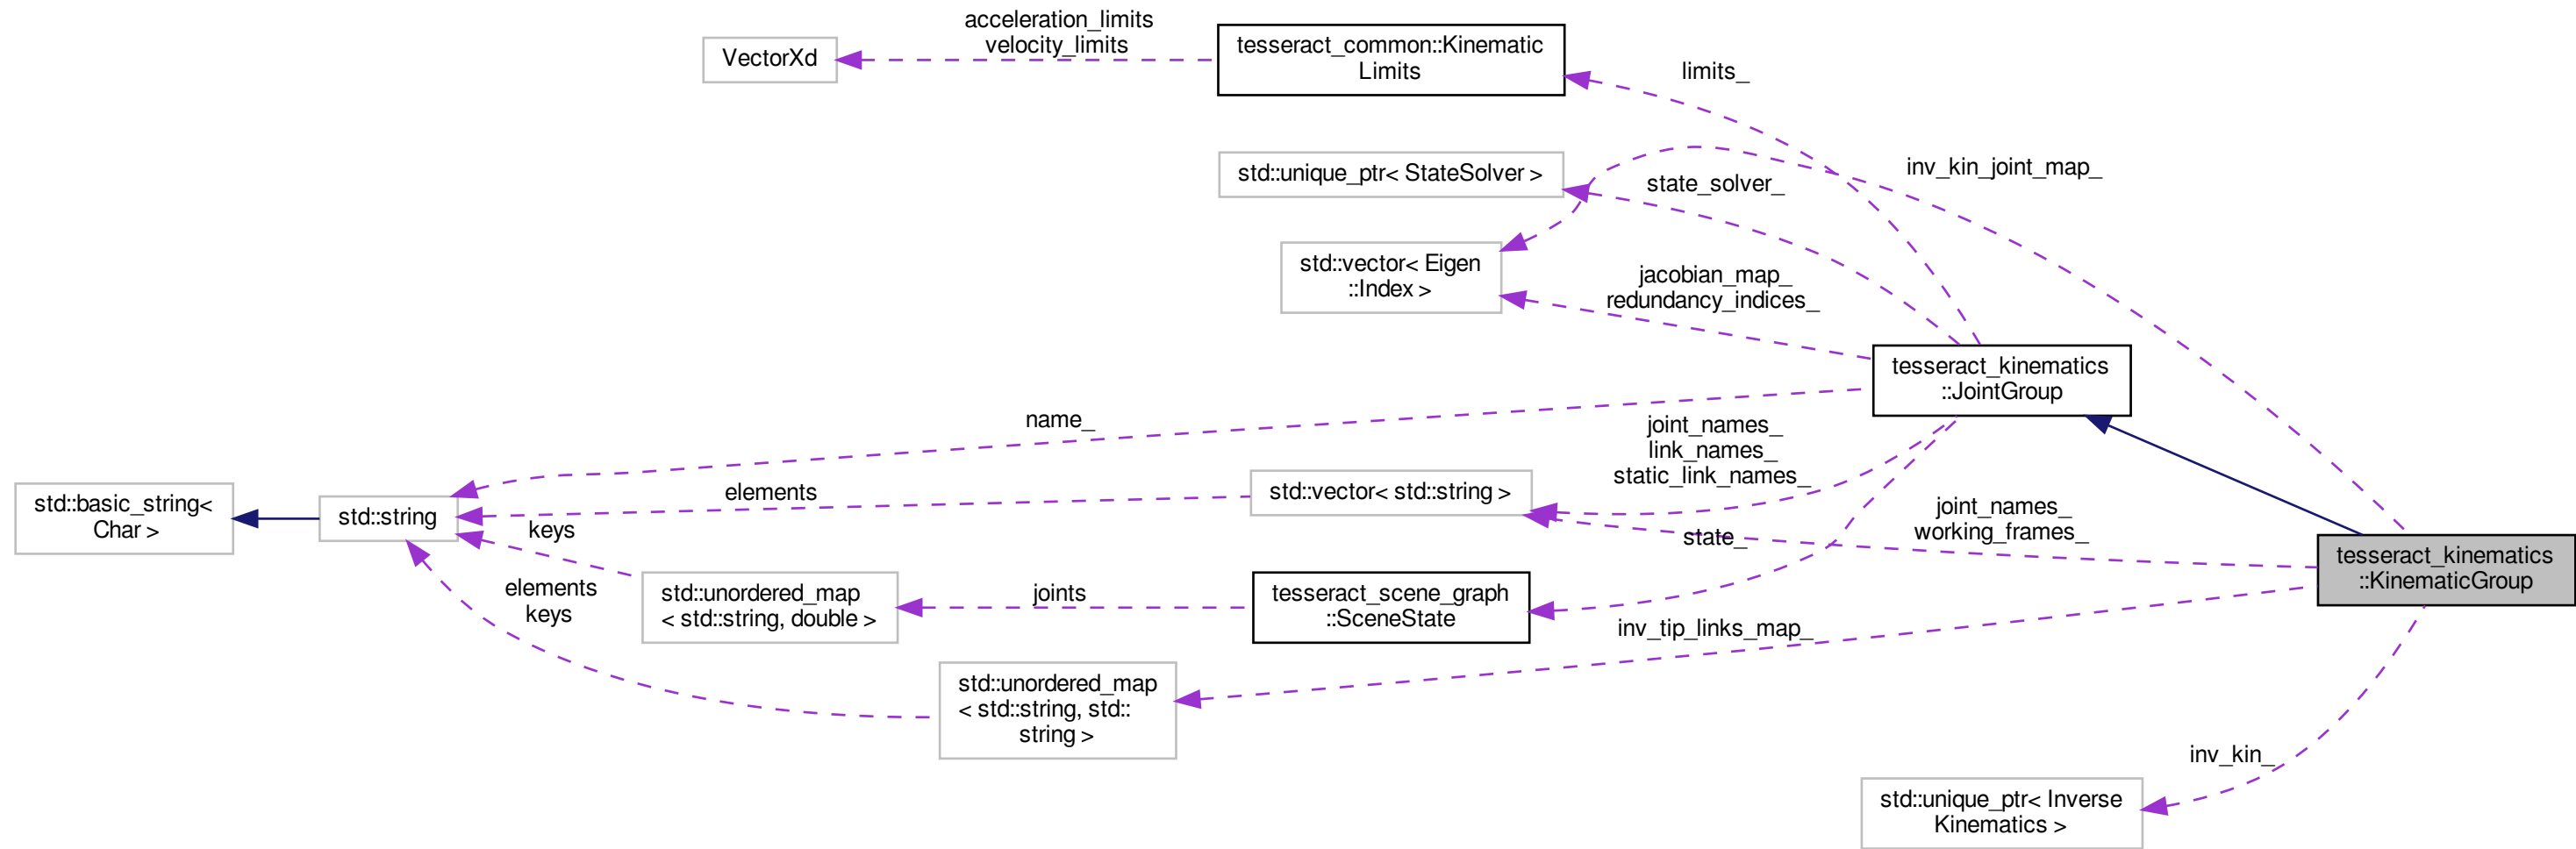 acceleration_limits
velocity_limits
VectorXd
tesseract_common::Kinematic
Limits
limits_
std::unique_ptr< StateSolver >
state_solver_
inv_kin_joint_map_
std::vector< Eigen
::Index >
jacobian_map_
redundancy_indices_
tesseract_kinematics
::JointGroup
name_
joint_names_
link_names_
static_link_names_
std::basic_string<
Char >
std::string
elements
std::vector< std::string >
keys
state_
joint_names_
working_frames_
tesseract_kinematics
::KinematicGroup
elements
keys
std::unordered_map
< std::string, double >
joints
tesseract_scene_graph
::SceneState
inv_tip_links_map_
std::unordered_map
< std::string, std::
string >
inv_kin_
std::unique_ptr< Inverse
Kinematics >